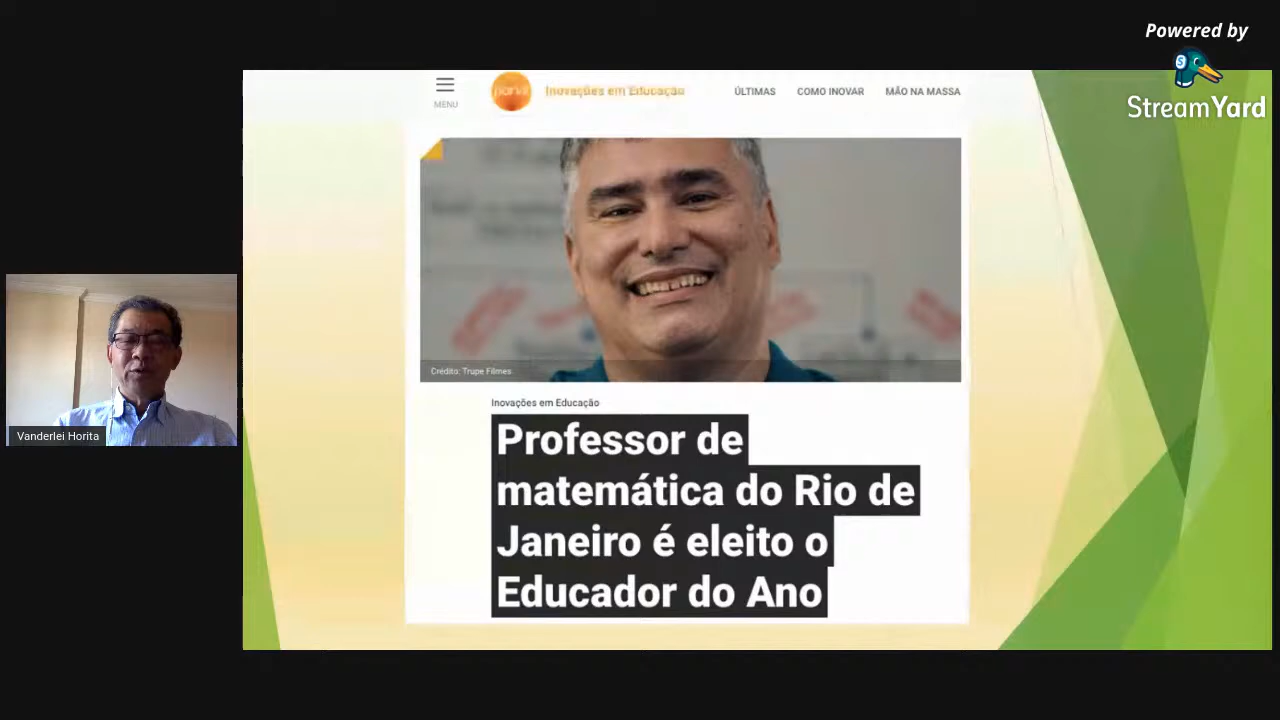 Powered by
StreamYard
MENU
porvir
Inovações em Educação
ÚLTIMAS
COMO INOVAR
MÃO NA MASSA
Crédito: Trupe Filmes
Inovações em Educação
Professor de
matemática do Rio de
Janeiro é eleito o
Educador do Ano
Vanderlei Horita